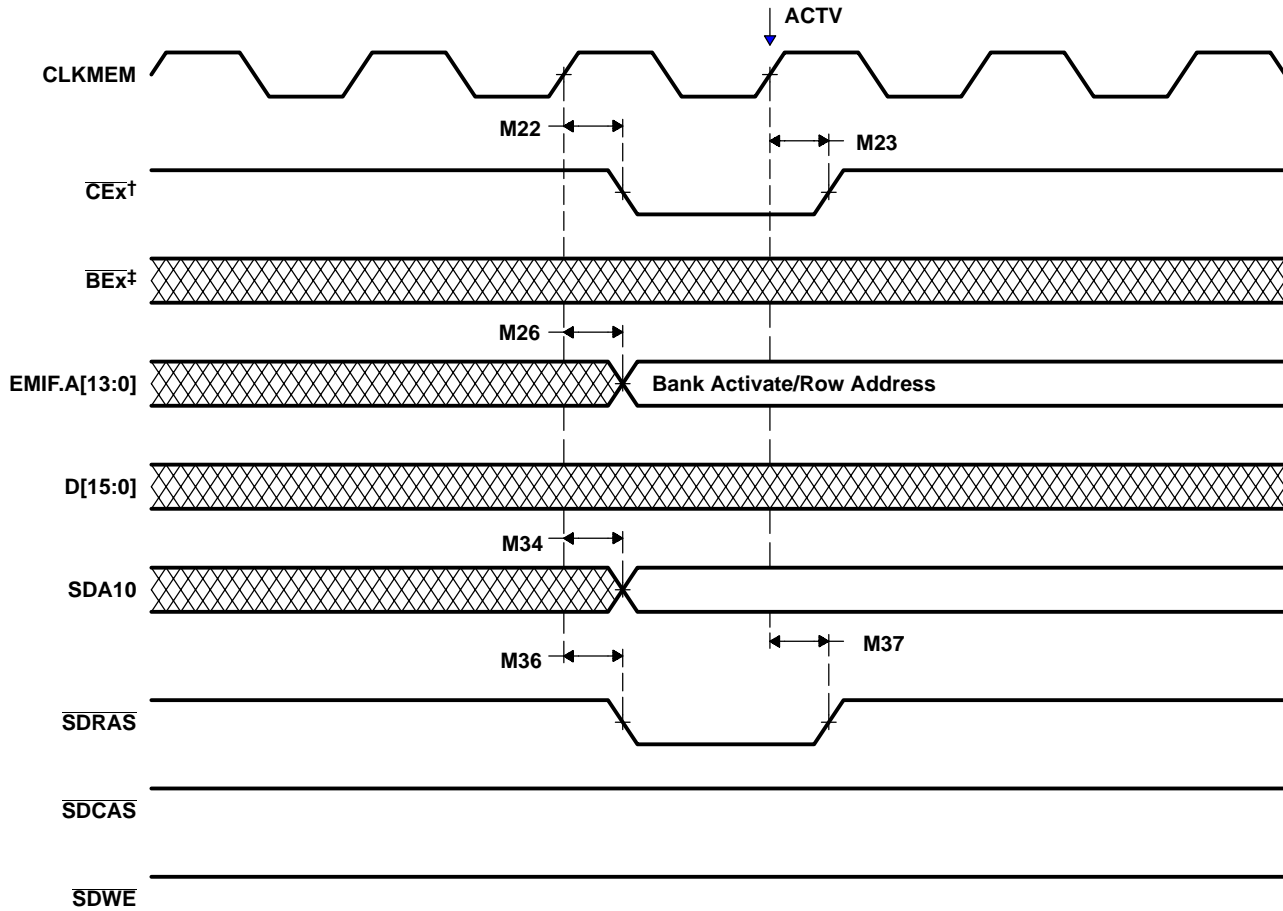 ACTV
CLKMEM
M22
M23
CEx†
BEx‡
M26
EMIF.A[13:0]
Bank Activate/Row Address
D[15:0]
M34
SDA10
M37
M36
SDRAS
SDCAS
SDWE